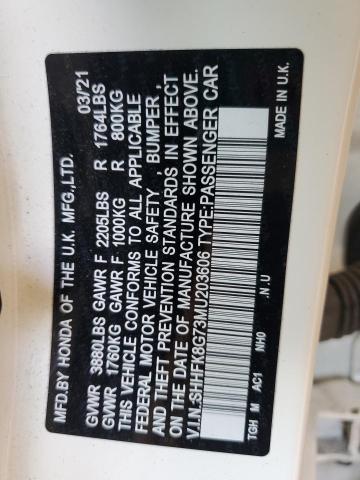 MFD.BY HONDA OF THE U.K. MFG.,LTD. 03/'21
GVWR 3880LBS GAWR F 2205LBS R 1764LBS
GVWR 1760KG GAWR F 1000KG R 800KG
THIS VEHICLE CONFORMS TO ALL APPLICABLE
FEDERAL MOTOR VEHICLE SAFETY , BUMPER ,
AND THEFT PREVENTION STANDARDS IN EFFECT
ON THE DATE OF MANUFACTURE SHOWN ABOVE.
V.I.N.:SHHFK8G73MU203606 TYPE:PASSENGER CAR
TGH M AC1 NH0 .N.U MADE IN U.K.